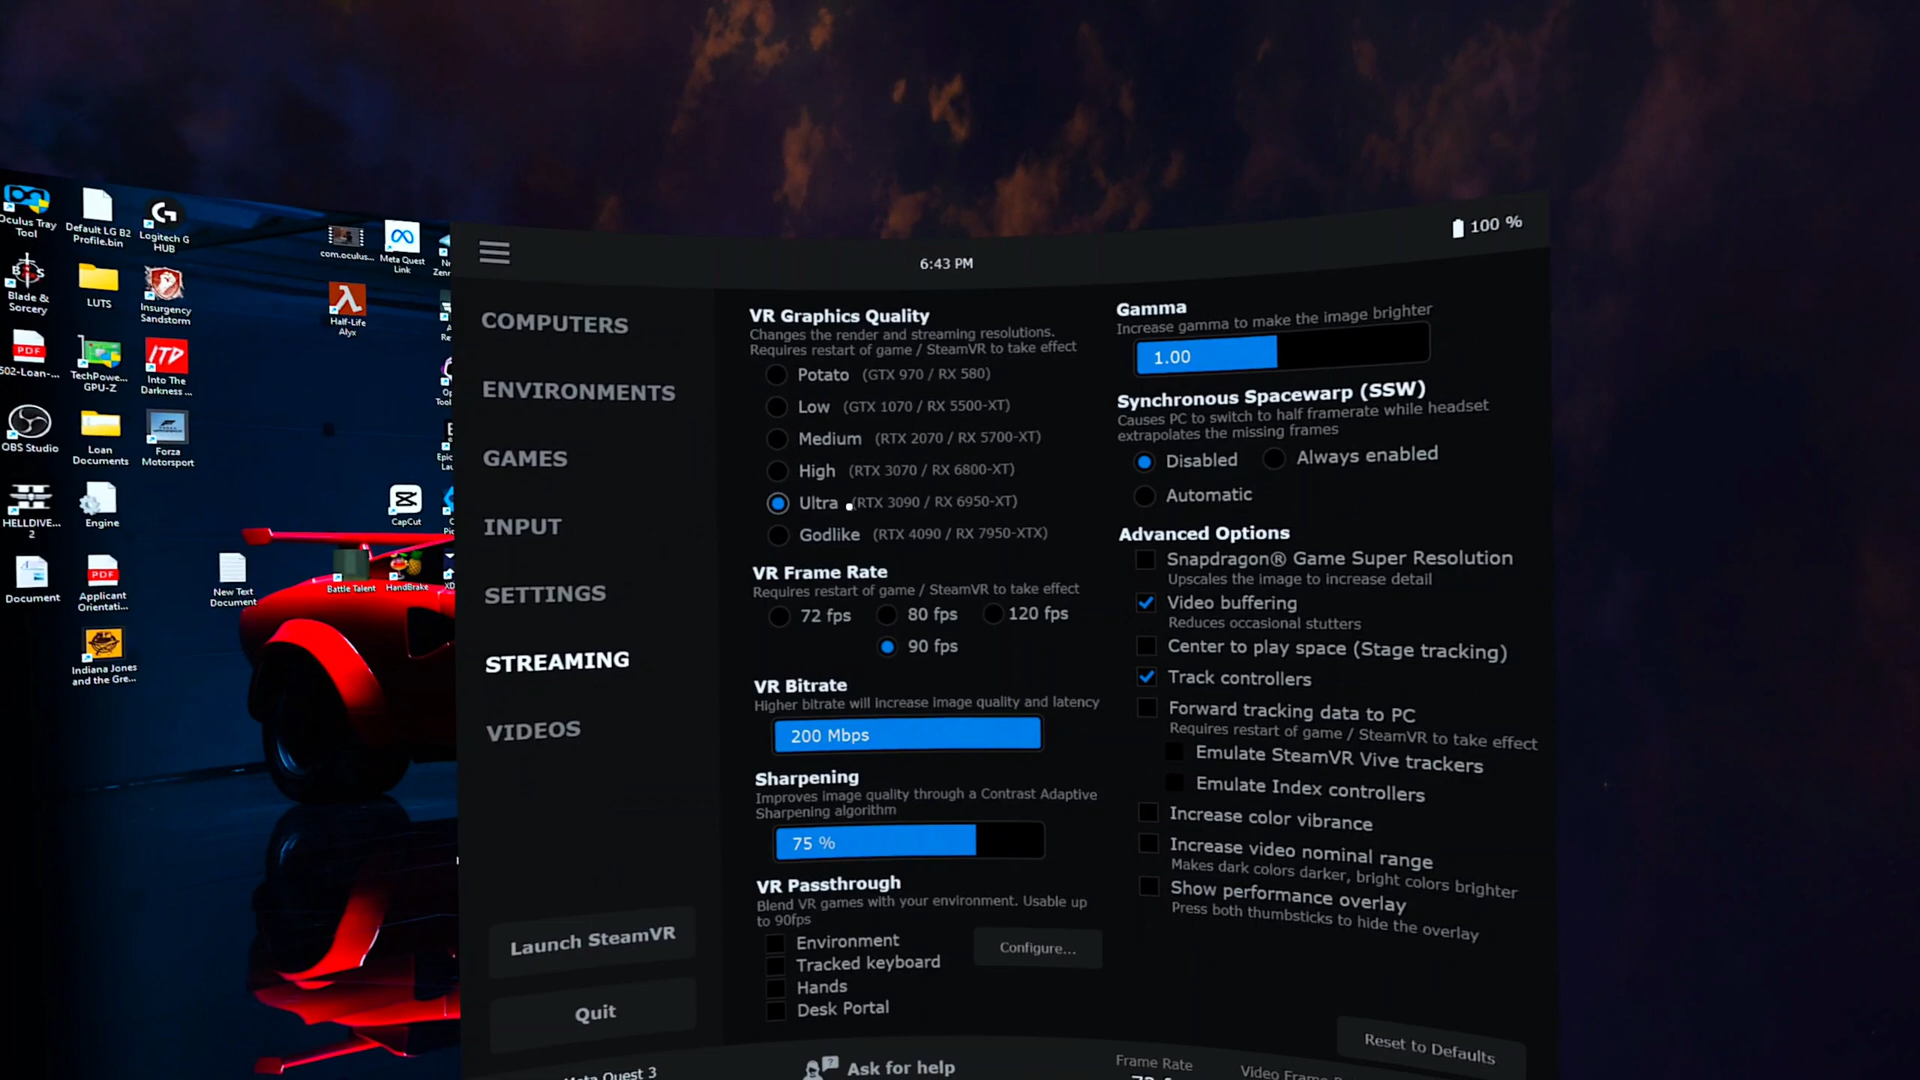 Oculus Tray
Tool
Default LG B2
Profile.bin
Logitech G
HUB
com.oculus...
Meta Quest
Link
Blade &
Sorcery
LUTS
Insurgency
Sandstorm
Half-Life
Alyx
502-Loan-...
TechPowe...
GPU-Z
Into The
Darkness ...
OBS Studio
Loan
Documents
Forza
Motorsport
HELLDIVE...
2
Engine
CapCut
Document
Applicant
Orientati...
New Text
Document
Battle Talent
HandBrake
Indiana Jones
and the Gre...
6:43 PM
100 %
COMPUTERS
ENVIRONMENTS
GAMES
INPUT
SETTINGS
STREAMING
VIDEOS
Launch SteamVR
Quit
VR Graphics Quality
Changes the render and streaming resolutions.
Requires restart of game / SteamVR to take effect
Potato (GTX 970 / RX 580)
Low (GTX 1070 / RX 5500-XT)
Medium (RTX 2070 / RX 5700-XT)
High (RTX 3070 / RX 6800-XT)
Ultra (RTX 3090 / RX 6950-XT)
Godlike (RTX 4090 / RX 7950-XTX)
VR Frame Rate
Requires restart of game / SteamVR to take effect
72 fps 80 fps 120 fps
90 fps
VR Bitrate
Higher bitrate will increase image quality and latency
200 Mbps
Sharpening
Improves image quality through a Contrast Adaptive
Sharpening algorithm
75 %
VR Passthrough
Blend VR games with your environment. Usable up
to 90fps
Environment
Configure...
Tracked keyboard
Hands
Desk Portal
Gamma
Increase gamma to make the image brighter
1.00
Synchronous Spacewarp (SSW)
Causes PC to switch to half framerate while headset
extrapolates the missing frames
Disabled Always enabled
Automatic
Advanced Options
Snapdragon® Game Super Resolution
Upscales the image to increase detail
Video buffering
Reduces occasional stutters
Center to play space (Stage tracking)
Track controllers
Forward tracking data to PC
Requires restart of game / SteamVR to take effect
Emulate SteamVR Vive trackers
Emulate Index controllers
Increase color vibrance
Increase video nominal range
Makes dark colors darker, bright colors brighter
Show performance overlay
Press both thumbsticks to hide the overlay
Reset to Defaults
Quest 3
Ask for help
Frame Rate
Video